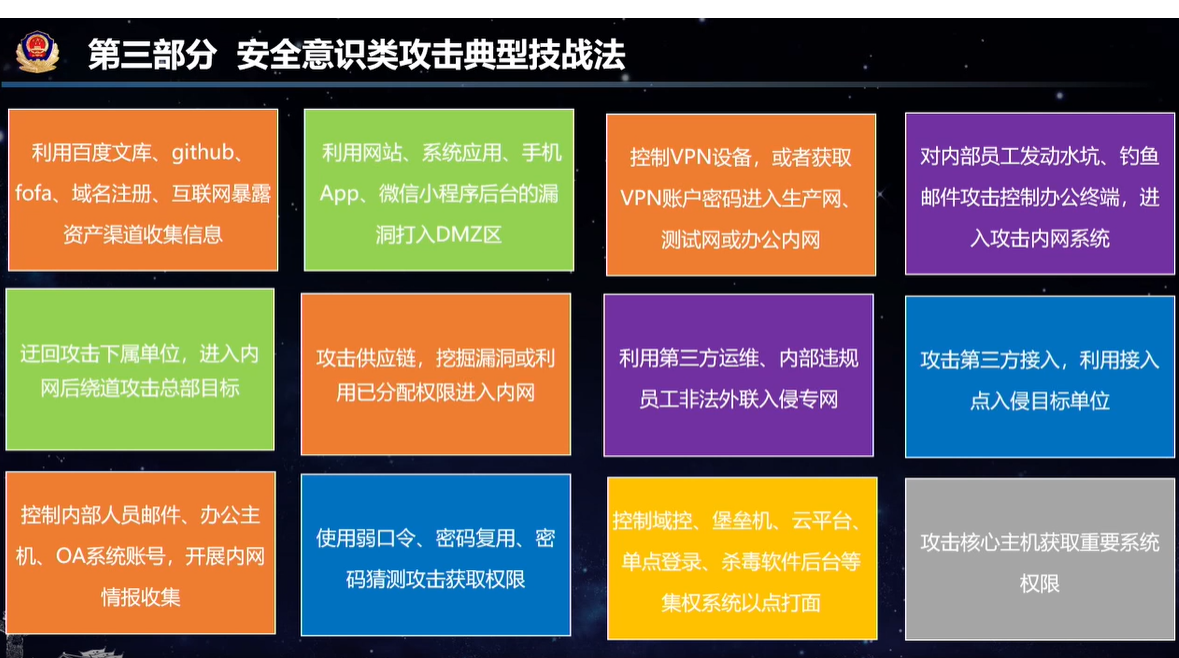 第三部分 安全意识类攻击典型技战法
利用百度文库、github、
fofa、域名注册、互联网暴露
资产渠道收集信息
利用网站、系统应用、手机
App、微信小程序后台的漏
洞打入DMZ区
控制VPN设备，或者获取
VPN账户密码进入生产网、
测试网或办公内网
对内部员工发动水坑、钓鱼
邮件攻击控制办公终端，进
入攻击内网系统
迂回攻击下属单位，进入内
网后绕道攻击总部目标
攻击供应链，挖掘漏洞或利
用已分配权限进入内网
利用第三方运维、内部违规
员工非法外联入侵专网
攻击第三方接入，利用接入
点入侵目标单位
控制内部人员邮件、办公主
机、OA系统账号，开展内网
情报收集
使用弱口令、密码复用、密
码猜测攻击获取权限
控制域控、堡垒机、云平台、
单点登录、杀毒软件后台等
集权系统以点打面
攻击核心主机获取重要系统
权限